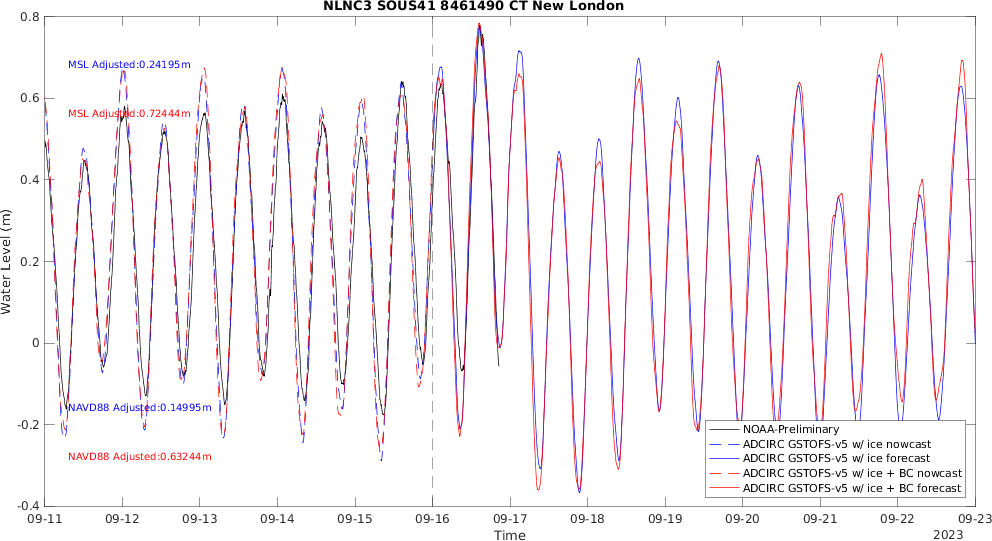 NLNC3 SOUS41 8461490 CT New London
0.8
0.6
0.4
0.2
0
-0.2
-0.4
Water Level (m)
MSL Adjusted:0.24195m
MSL Adjusted:0.72444m
NAVD88 Adjusted:0.14995m
NAVD88 Adjusted:0.63244m
NOAA-Preliminary
ADCIRC GSTOFS-v5 w/ ice nowcast
ADCIRC GSTOFS-v5 w/ ice forecast
ADCIRC GSTOFS-v5 w/ ice + BC nowcast
ADCIRC GSTOFS-v5 w/ ice + BC forecast
09-11 09-12 09-13 09-14 09-15 09-16 09-17 09-18 09-19 09-20 09-21 09-22 09-23
Time
2023